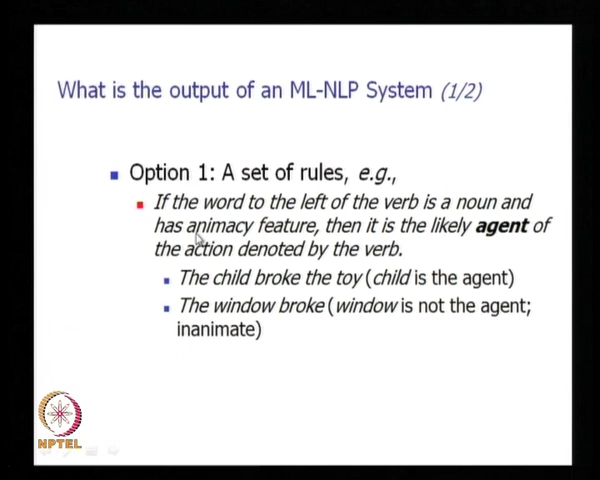 What is the output of an ML-NLP System (1/2)
Option 1: A set of rules, e.g.,
If the word to the left of the verb is a noun and
has animacy feature, then it is the likely agent of
the action denoted by the verb.
The child broke the toy (child is the agent)
The window broke (window is not the agent;
inanimate)
NPTEL